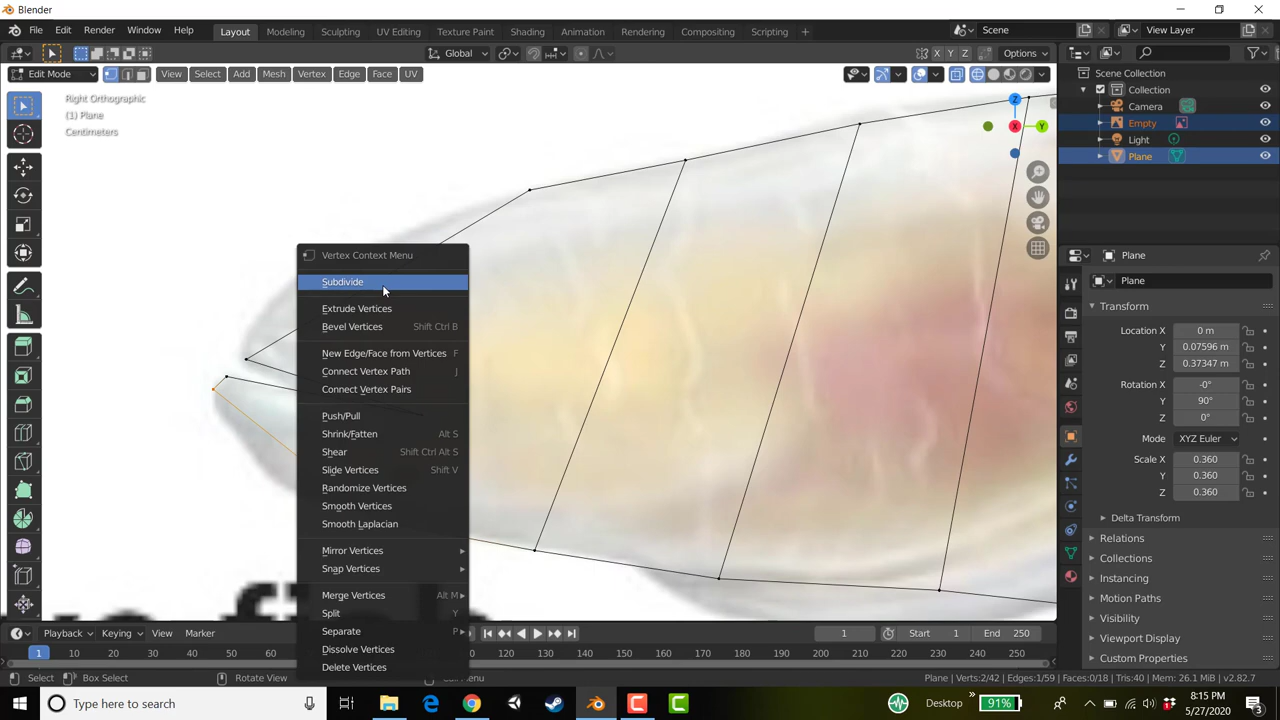 Blender
File Edit Render Window Help
Layout Modeling Sculpting UV Editing Texture Paint Shading Animation Rendering Compositing Scripting +
Scene
View Layer
Global
X Y Z
Options
Edit Mode
View Select Add Mesh Vertex Edge Face UV
Right Orthographic
(1) Plane
Centimeters
Z
X
Y
Scene Collection
Collection
Camera
Empty
Light
Plane
Vertex Context Menu
Subdivide
Extrude Vertices
Bevel Vertices Shift Ctrl B
New Edge/Face from Vertices F
Connect Vertex Path J
Connect Vertex Pairs
Push/Pull
Shrink/Fatten Alt S
Shear Shift Ctrl Alt S
Slide Vertices Shift V
Randomize Vertices
Smooth Vertices
Smooth Laplacian
Mirror Vertices
Snap Vertices
Merge Vertices Alt M
Split Y
Separate P
Dissolve Vertices
Delete Vertices
Plane
Plane
Transform
Location X 0 m
Y 0.07596 m
Z 0.37347 m
Rotation X -0°
Y 90°
Z 0°
Mode XYZ Euler
Scale X 0.360
Y 0.360
Z 0.360
Delta Transform
Relations
Collections
Instancing
Motion Paths
Visibility
Viewport Display
Custom Properties
Playback Keying View Marker
1
Start 1
End 250
1 10 20 30 40 50 60 70 80 90 100 110 120 130 140 150 160 170 180 190 200 210 220 230 240 250
Select Box Select Rotate View
Plane | Verts:2/42 | Edges:1/59 | Faces:0/18 | Tris:40 | Mem: 26.1 MiB | v2.82.7
Type here to search
Desktop
»
91%
8:15 PM
5/27/2020
3